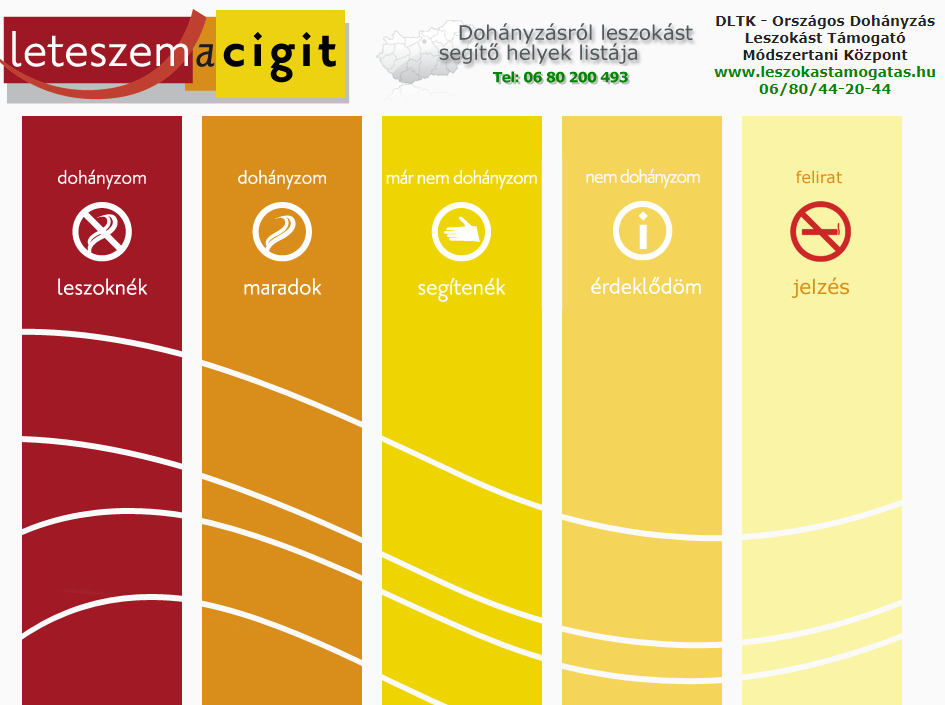 leteszemacigit
Dohányzásról leszokást
segítő helyek listája
Tel: 06 80 200 493
DLTK - Országos Dohányzás
Leszokást Támogató
Módszertani Központ
www.leszokastamogatas.hu
06/80/44-20-44
dohányzom
leszoknék
dohányzom
maradok
már nem dohányzom
segítenék
nem dohányzom
érdeklődöm
felirat
jelzés